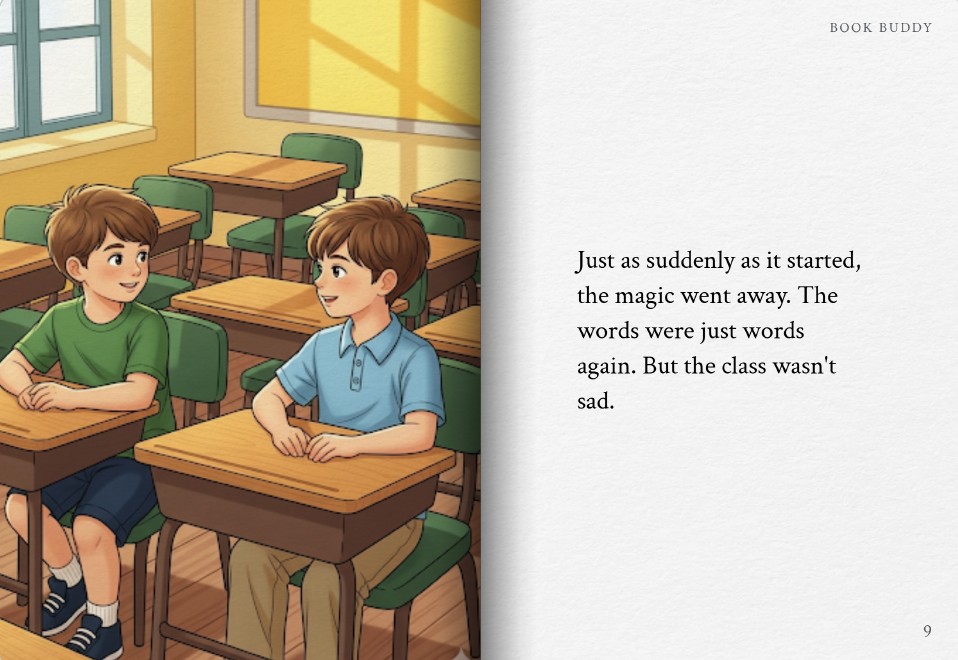 BOOK BUDDY
Just as suddenly as it started,
the magic went away. The
words were just words
again. But the class wasn't
sad.
9